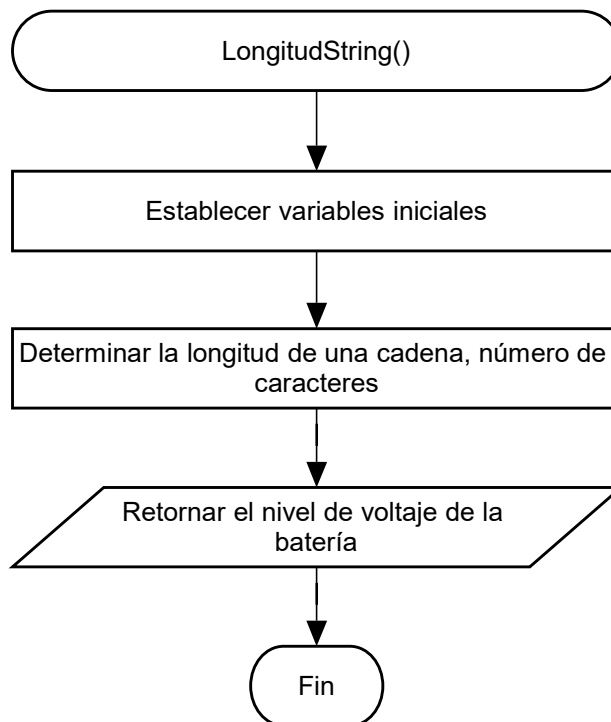 LongitudString()
Establecer variables iniciales
Determinar la longitud de una cadena, número de
caracteres
Retornar el nivel de voltaje de la
batería
Fin